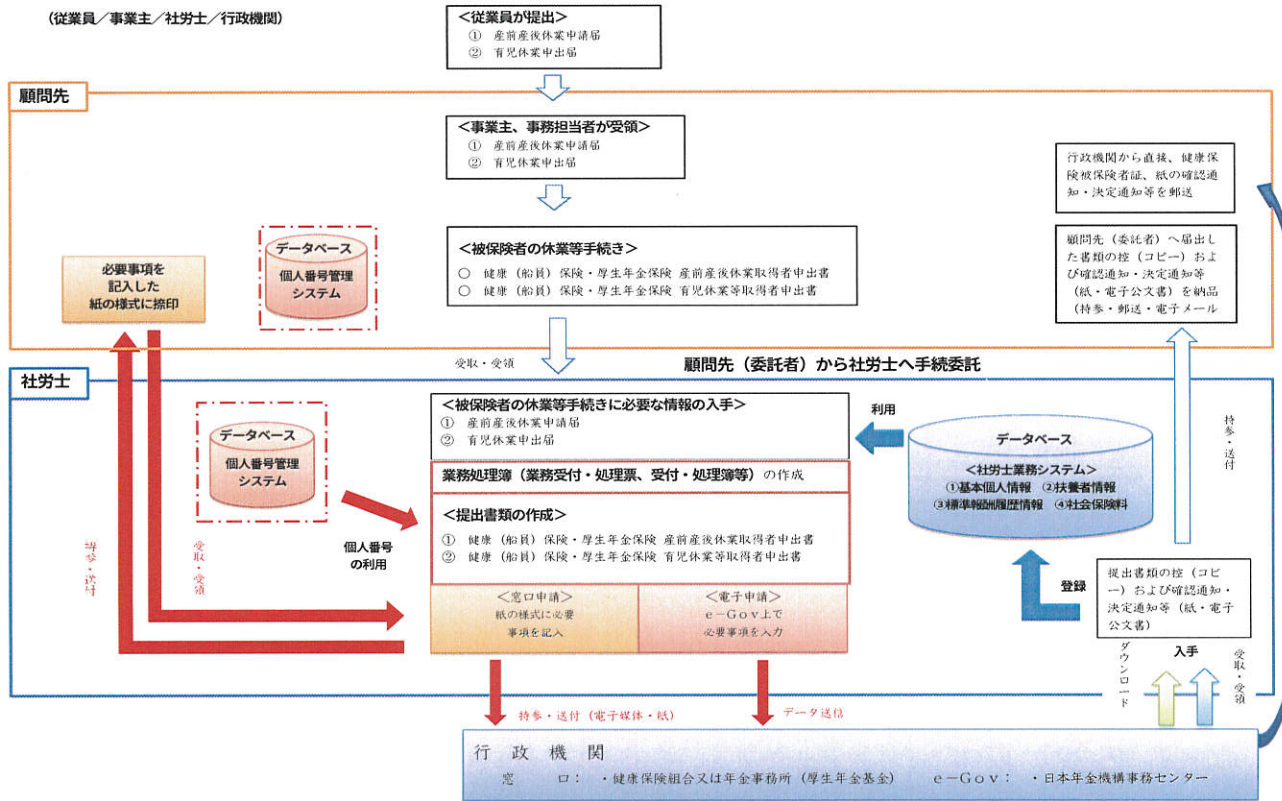 (従業員／事業主／社労士／行政機関)
＜従業員が提出＞
① 産前産後休業申請届
② 育児休業申出届
顧問先
＜事業主、事務担当者が受領＞
① 産前産後休業申請届
② 育児休業申出届
行政機関から直接、健康保
険被保険者証、紙の確認通
知・決定通知等を郵送
データベース
個人番号管理
システム
必要事項を
記入した
紙の様式に捺印
＜被保険者の休業等手続き＞
○ 健康（船員）保険・厚生年金保険 産前産後休業取得者申出書
○ 健康（船員）保険・厚生年金保険 育児休業等取得者申出書
顧問先（委託者）へ届出し
た書類の控（コピー）およ
び確認通知・決定通知等
（紙・電子公文書）を納品
（持参・郵送・電子メール
受取・受領
顧問先（委託者）から社労士へ手続委託
社労士
＜被保険者の休業等手続きに必要な情報の入手＞
① 産前産後休業申請届
② 育児休業申出届
利用
データベース
＜社労士業務システム＞
①基本個人情報 ②扶養者情報
③標準報酬履歴情報 ④社会保険料
持参・送付
データベース
個人番号管理
システム
業務処理簿（業務受付・処理票、受付・処理簿等）の作成
＜提出書類の作成＞
① 健康（船員）保険・厚生年金保険 産前産後休業取得者申出書
② 健康（船員）保険・厚生年金保険 育児休業等取得者申出書
個人番号
の利用
持参・送付
受取・受領
＜窓口申請＞
紙の様式に必要
事項を記入
＜電子申請＞
e－Gov上で
必要事項を入力
登録
提出書類の控（コピ
ー）および確認通知・
決定通知等（紙・電子
公文書）
入手
ダウンロード
受取・受領
持参・送付（電子媒体・紙）
データ送信
行 政 機 関
窓 口： ・健康保険組合又は年金事務所（厚生年金基金） e－Gov： ・日本年金機構事務センター